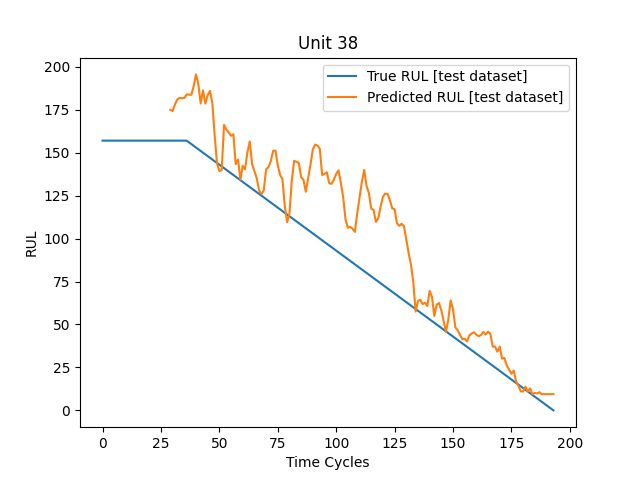 Unit 38
True RUL [test dataset]
Predicted RUL [test dataset]
RUL
200
175
150
125
100
75
50
25
0
0 25 50 75 100 125 150 175 200
Time Cycles